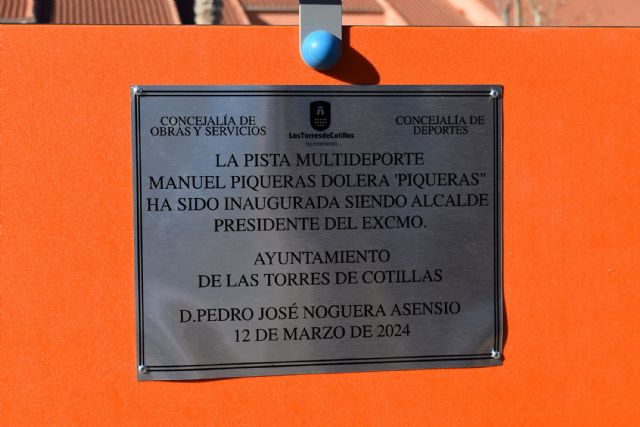 CONCEJALÍA DE
OBRAS Y SERVICIOS
LasTorresdeCotillas
ayuntamiento
CONCEJALÍA DE
DEPORTES
LA PISTA MULTIDEPORTE
MANUEL PIQUERAS DOLERA 'PIQUERAS"
HA SIDO INAUGURADA SIENDO ALCALDE
PRESIDENTE DEL EXCMO.
AYUNTAMIENTO
DE LAS TORRES DE COTILLAS
D.PEDRO JOSÉ NOGUERA ASENSIO
12 DE MARZO DE 2024